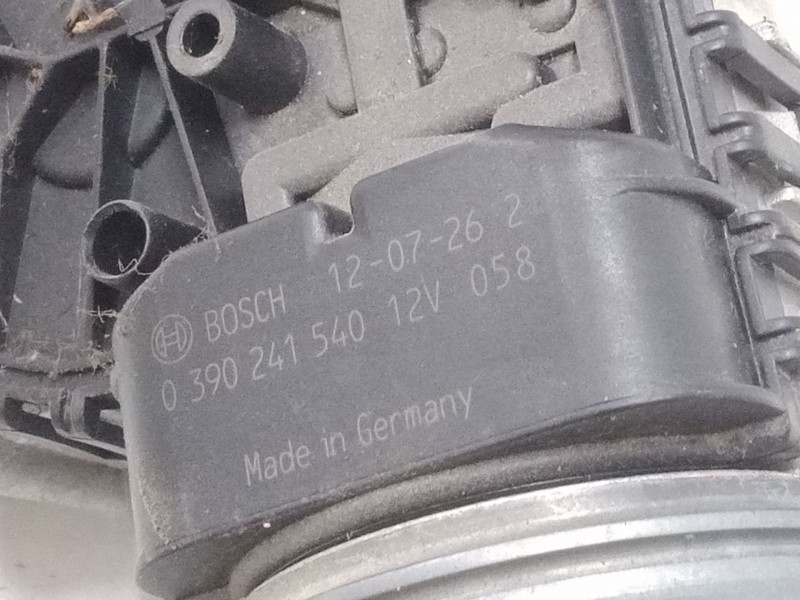 BOSCH 12-07-26 2
0 390 241 540 12V 058
Made in Germany